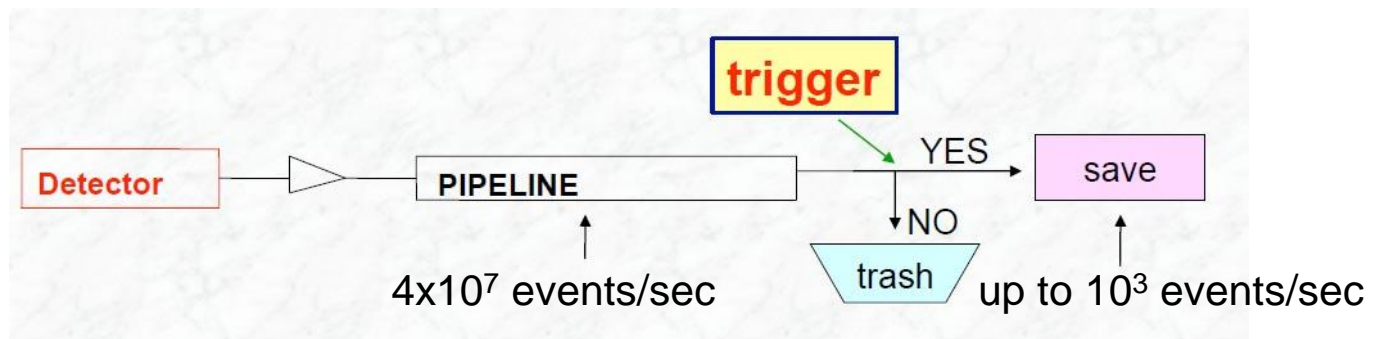 trigger
YES
Detector
PIPELINE
save
NO
trash
4x10⁷ events/sec
up to 10³ events/sec